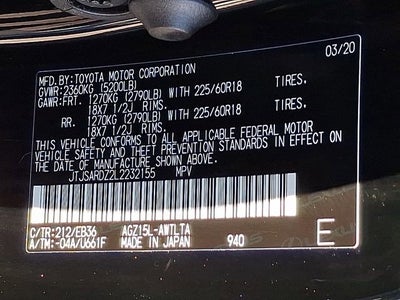 03/20
MFD.BY:TOYOTA MOTOR CORPORATION
GVWR:2360KG (5200LB)
GAWR:FRT. 1270KG (2790LB) WITH 225/60R18 TIRES.
18X7 1/2J RIMS.
RR. 1270KG (2790LB) WITH 225/60R18 TIRES.
18X7 1/2J RIMS.
THIS VEHICLE CONFORMS TO ALL APPLICABLE FEDERAL MOTOR
VEHICLE SAFETY AND THEFT PREVENTION STANDARDS IN EFFECT ON
THE DATE OF MANUFACTURE SHOWN ABOVE.
JTJSARDZ2L2232155 MPV
C/TR:212/EB36 AGZ15L-AWTLTA
A/TM:-04A/U661F MADE IN JAPAN 940 E